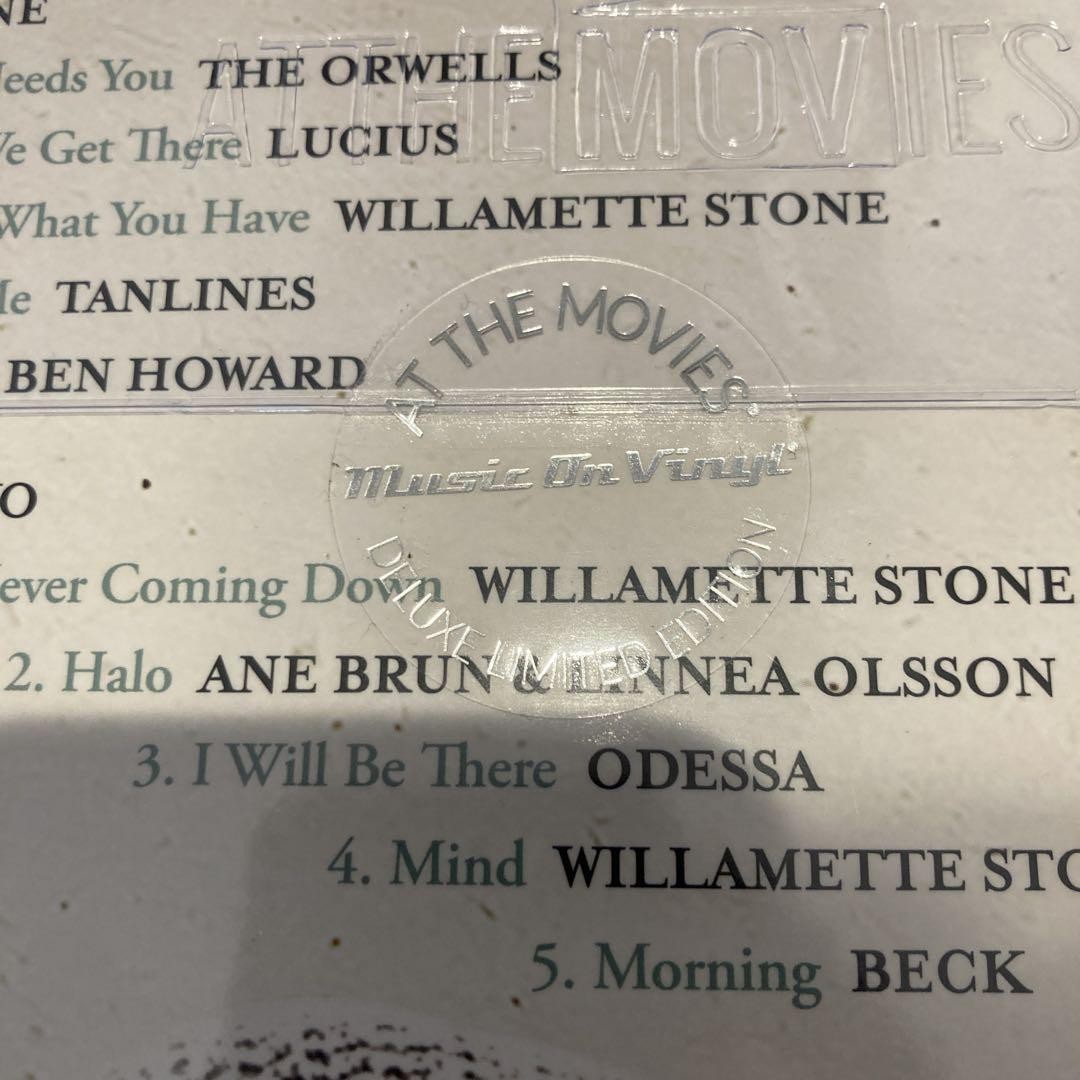 NE
Needs You THE ORWELLS
AT THE MOVIES
We Get There LUCIUS
What You Have WILLAMETTE STONE
Me TANLINES
BEN HOWARD
AT THE MOVIES
Music On Vinyl
DELUXE LIMITED EDITION
WO
Never Coming Down WILLAMETTE STONE
2. Halo ANE BRUN & LINNEA OLSSON
3. I Will Be There ODESSA
4. Mind WILLAMETTE STO
5. Morning BECK